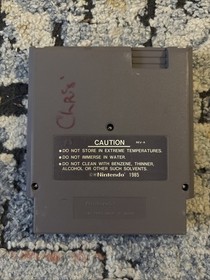 Chris
CAUTION REV-A
• DO NOT STORE IN EXTREME TEMPERATURES.
• DO NOT IMMERSE IN WATER.
• DO NOT CLEAN WITH BENZENE, THINNER,
ALCOHOL OR OTHER SUCH SOLVENTS.
©Nintendo 1985